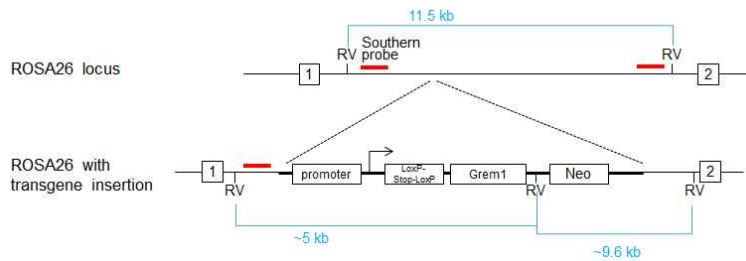 11.5 kb
Southern
probe
RV
RV
ROSA26 locus
1
2
ROSA26 with
transgene insertion
1
promoter
LoxP-
Stop-LoxP
Grem1
Neo
2
RV
RV
RV
~5 kb
~9.6 kb